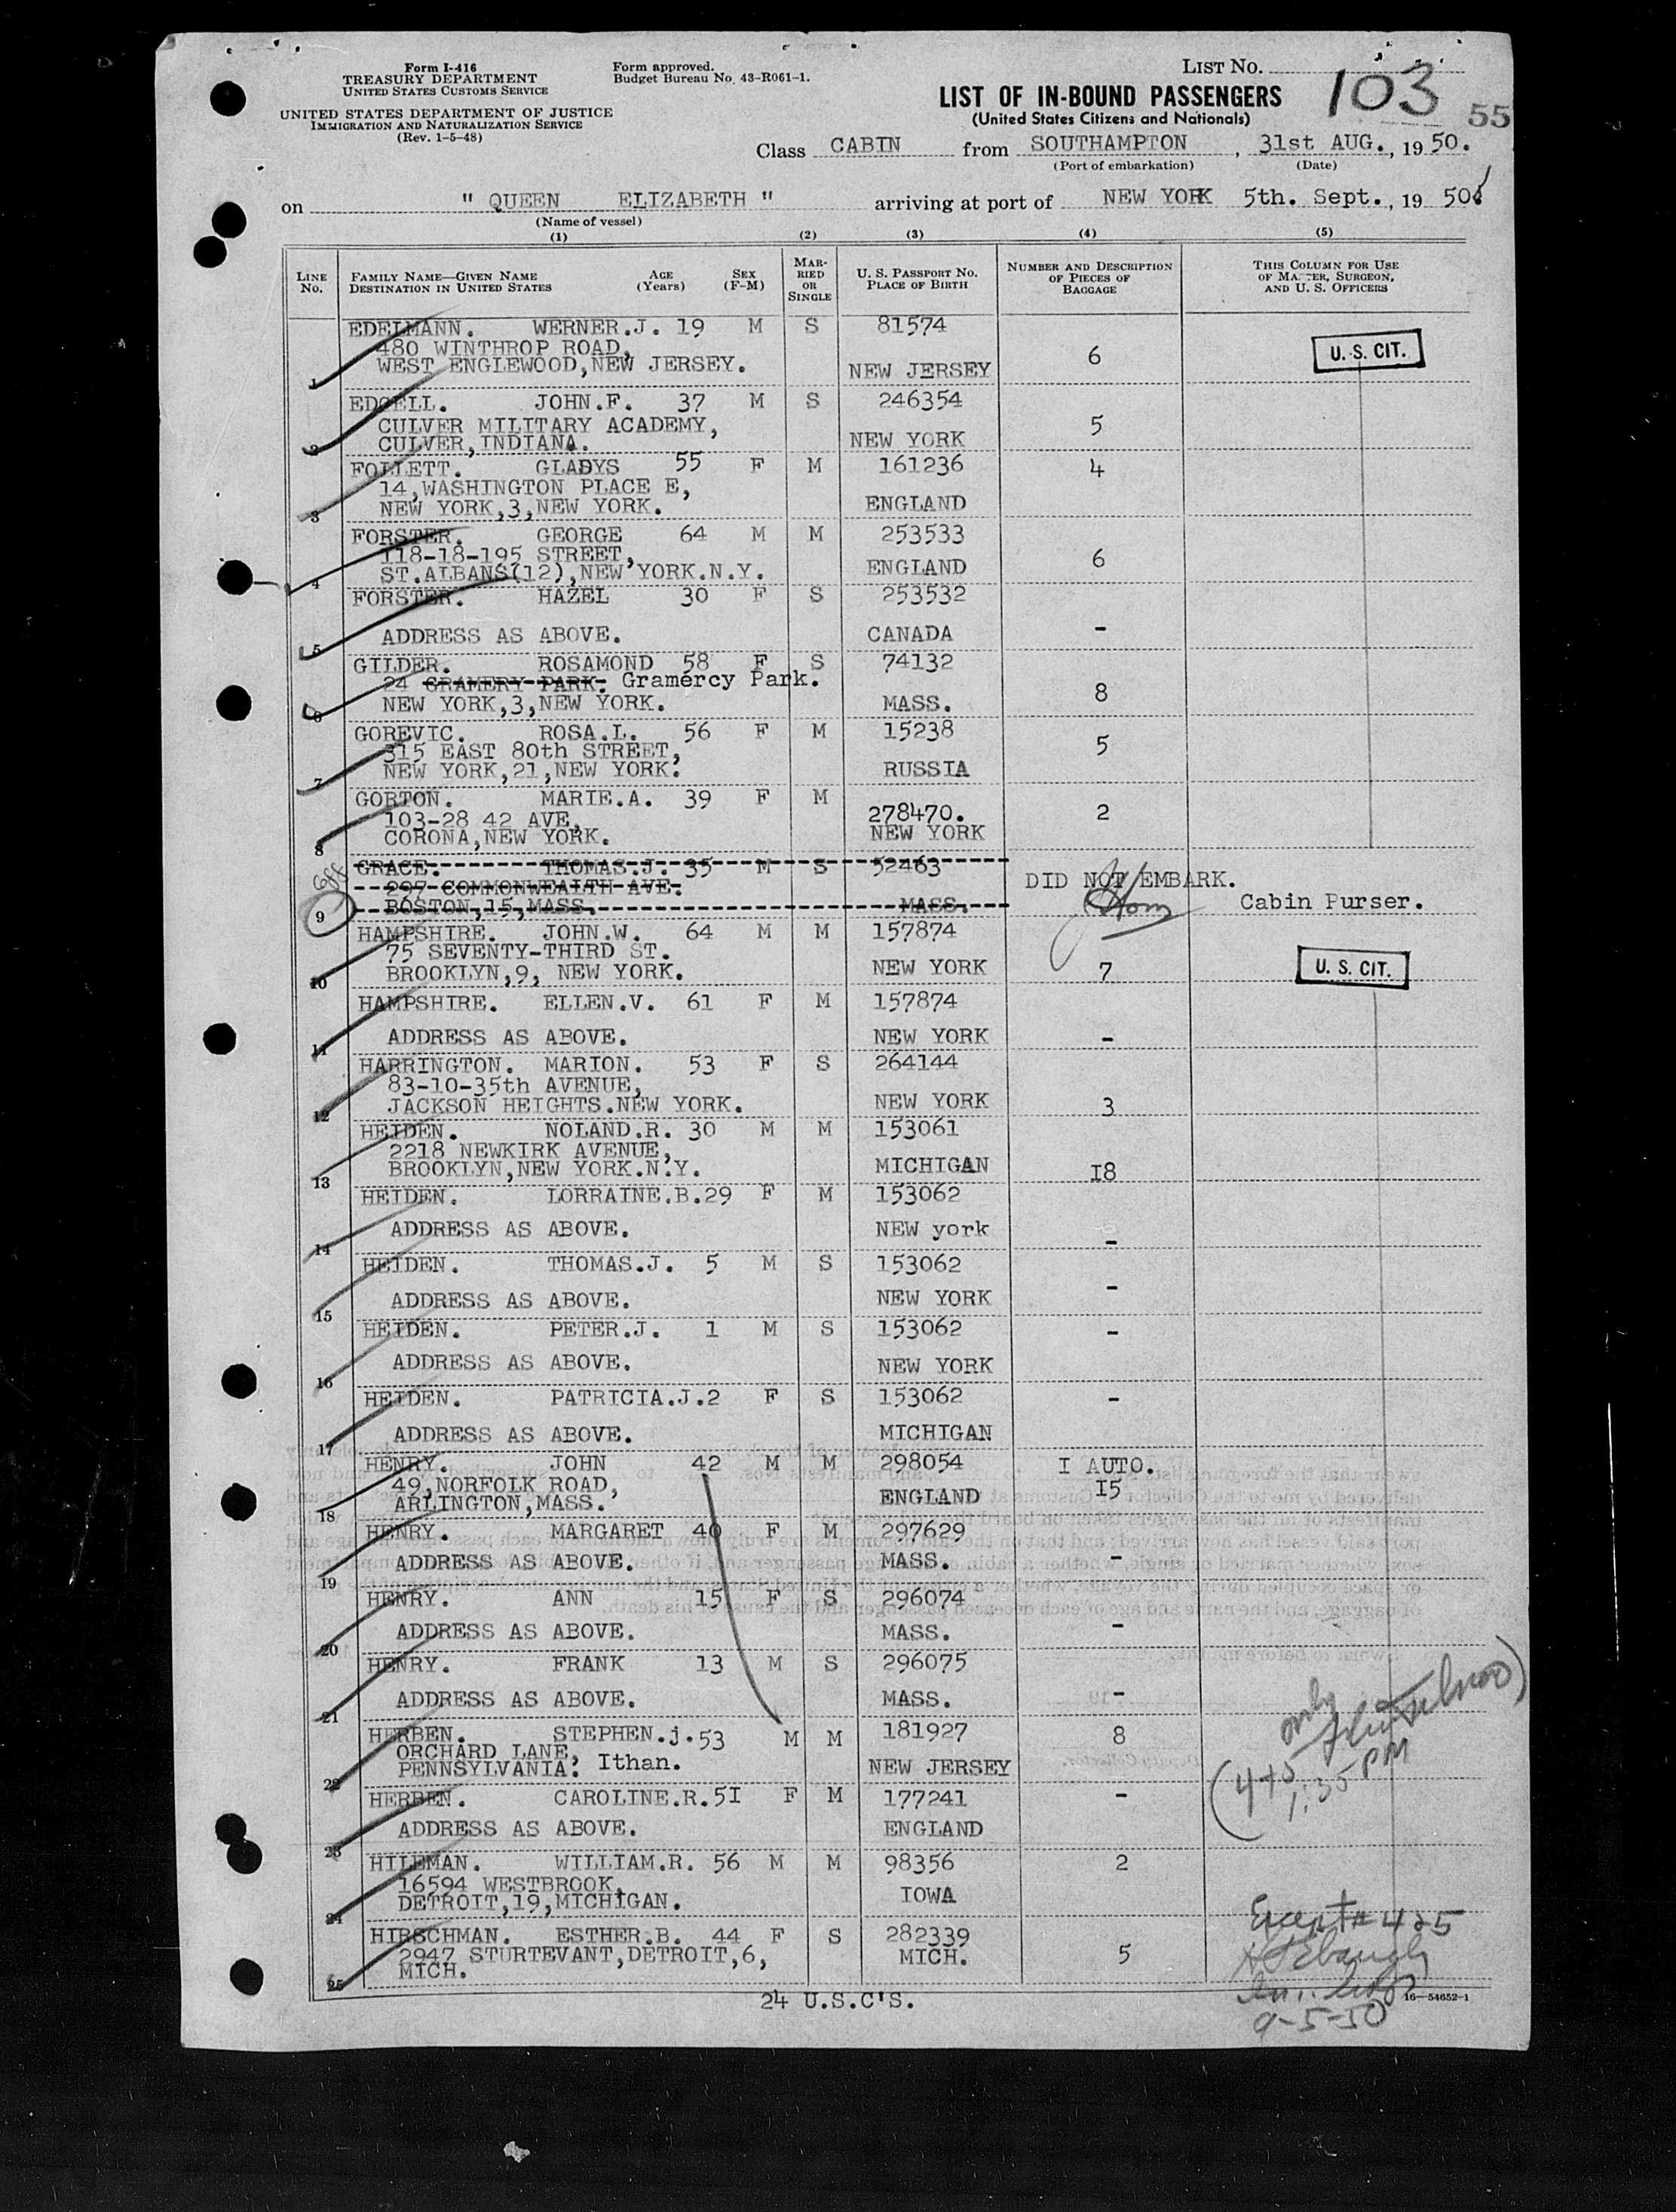 Form I-416
TREASURY DEPARTMENT
UNITED STATES CUSTOMS SERVICE
UNITED STATES DEPARTMENT OF JUSTICE
IMMIGRATION AND NATURALIZATION SERVICE
(Rev. 1-5-48)
Form approved.
Budget Bureau No. 43-R061-1.
LIST No. 103
55
LIST OF IN-BOUND PASSENGERS
(United States Citizens and Nationals)
Class CABIN from SOUTHAMPTON, 31st AUG., 19 50.
(Port of embarkation) (Date)
on " QUEEN ELIZABETH " arriving at port of NEW YORK 5th. Sept., 19 50
(Name of vessel)
(1) (2) (3) (4) (5)
LINE No. FAMILY NAME—GIVEN NAME DESTINATION IN UNITED STATES AGE (Years) SEX (F-M) MARRIED OR SINGLE U. S. PASSPORT NO. PLACE OF BIRTH NUMBER AND DESCRIPTION OF PIECES OF BAGGAGE THIS COLUMN FOR USE OF MASTER, SURGEON, AND U. S. OFFICERS
EDELMANN. WERNER.J. 19 M S 81574
480 WINTHROP ROAD, 6 U. S. CIT.
1 WEST ENGLEWOOD,NEW JERSEY. NEW JERSEY
EDGELL. JOHN.F. 37 M S 246354
CULVER MILITARY ACADEMY, 5
2 CULVER,INDIANA. NEW YORK
FOLLETT. GLADYS 55 F M 161236 4
14,WASHINGTON PLACE E,
3 NEW YORK,3,NEW YORK. ENGLAND
FORSTER. GEORGE 64 M M 253533
118-18-195 STREET, 6
4 ST.ALBANS(12),NEW YORK.N.Y. ENGLAND
FORSTER. HAZEL 30 F S 253532
5 ADDRESS AS ABOVE. CANADA -
GILDER. ROSAMOND 58 F S 74132
24 GRAMERY PARK. Gramercy Park. 8
6 NEW YORK,3,NEW YORK. MASS.
GOREVIC. ROSA.L. 56 F M 15238
315 EAST 80th STREET, 5
7 NEW YORK,21,NEW YORK. RUSSIA
GORTON. MARIE.A. 39 F M
103-28 42 AVE, 278470. 2
8 CORONA,NEW YORK. NEW YORK
GRACE. THOMAS.J. 35 M S 52463
297 COMMONWEALTH AVE. DID NOT EMBARK.
9 BOSTON,15,MASS. MASS. Cabin Purser.
HAMPSHIRE. JOHN.W. 64 M M 157874
75 SEVENTY-THIRD ST.
10 BROOKLYN,9, NEW YORK. NEW YORK 7 U. S. CIT.
HAMPSHIRE. ELLEN.V. 61 F M 157874
11 ADDRESS AS ABOVE. NEW YORK -
HARRINGTON. MARION. 53 F S 264144
83-10-35th AVENUE,
12 JACKSON HEIGHTS.NEW YORK. NEW YORK 3
HEIDEN. NOLAND.R. 30 M M 153061
2218 NEWKIRK AVENUE,
13 BROOKLYN,NEW YORK.N.Y. MICHIGAN I8
HEIDEN. LORRAINE.B.29 F M 153062
14 ADDRESS AS ABOVE. NEW york -
HEIDEN. THOMAS.J. 5 M S 153062
15 ADDRESS AS ABOVE. NEW YORK -
HEIDEN. PETER.J. 1 M S 153062 -
16 ADDRESS AS ABOVE. NEW YORK
HEIDEN. PATRICIA.J.2 F S 153062 -
17 ADDRESS AS ABOVE. MICHIGAN
HENRY. JOHN 42 M M 298054 I AUTO.
49,NORFOLK ROAD, I5
18 ARLINGTON,MASS. ENGLAND
HENRY. MARGARET 40 F M 297629
19 ADDRESS AS ABOVE. MASS. -
HENRY. ANN 15 F S 296074
20 ADDRESS AS ABOVE. MASS. -
HENRY. FRANK 13 M S 296075
21 ADDRESS AS ABOVE. MASS. -
HERBEN. STEPHEN.j.53 M M 181927 8
ORCHARD LANE,
22 PENNSYLVANIA. Ithan. NEW JERSEY
HERBEN. CAROLINE.R.5I F M 177241 -
23 ADDRESS AS ABOVE. ENGLAND
HILEMAN. WILLIAM.R. 56 M M 98356 2
16594 WESTBROOK,
24 DETROIT,19,MICHIGAN. IOWA
HIRSCHMAN. ESTHER.B. 44 F S 282339
2947 STURTEVANT,DETROIT,6, MICH. 5
25 MICH.
only
4+5
1:35 PM
Except # 4 & 5
9-5-50
24 U.S.C'S.
16—54652-1